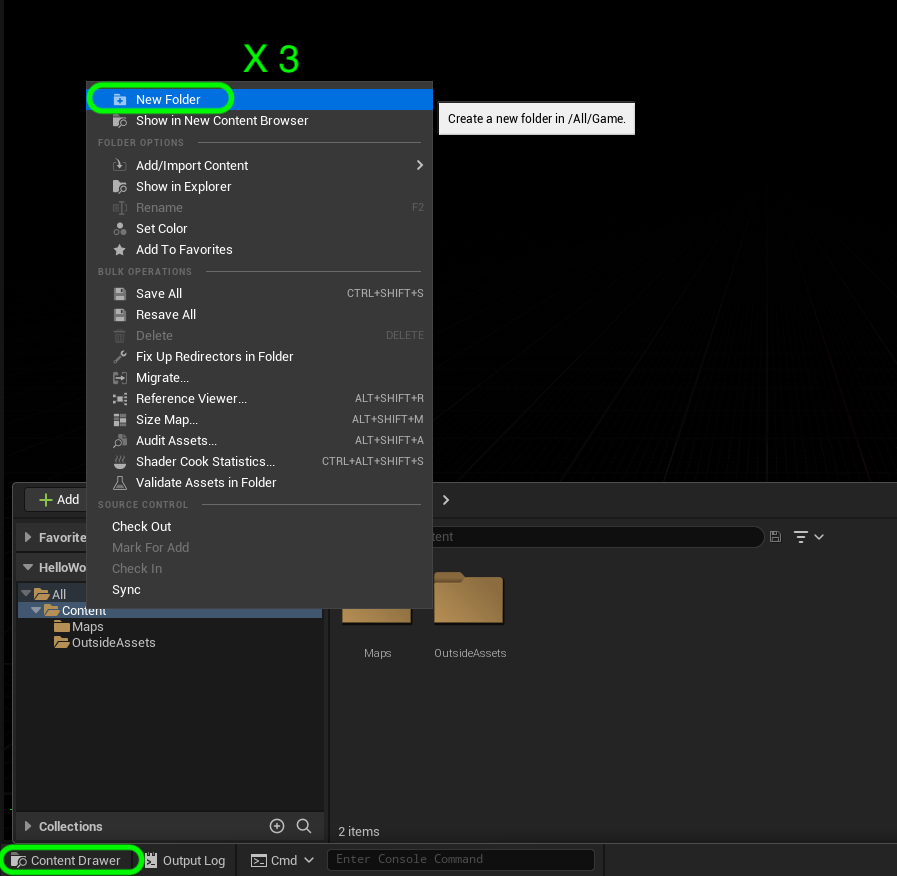 X 3
New Folder
Create a new folder in /All/Game.
Show in New Content Browser
FOLDER OPTIONS
Add/Import Content
Show in Explorer
Rename F2
Set Color
Add To Favorites
BULK OPERATIONS
Save All CTRL+SHIFT+S
Resave All
Delete DELETE
Fix Up Redirectors in Folder
Migrate...
Reference Viewer... ALT+SHIFT+R
Size Map... ALT+SHIFT+M
Audit Assets... ALT+SHIFT+A
Shader Cook Statistics... CTRL+ALT+SHIFT+S
Validate Assets in Folder
SOURCE CONTROL
Check Out
Mark For Add
Check In
Sync
Add
Favorite
HelloWo
All
Content
Maps
OutsideAssets
tent
Maps
OutsideAssets
2 items
Collections
Content Drawer
Output Log
Cmd
Enter Console Command